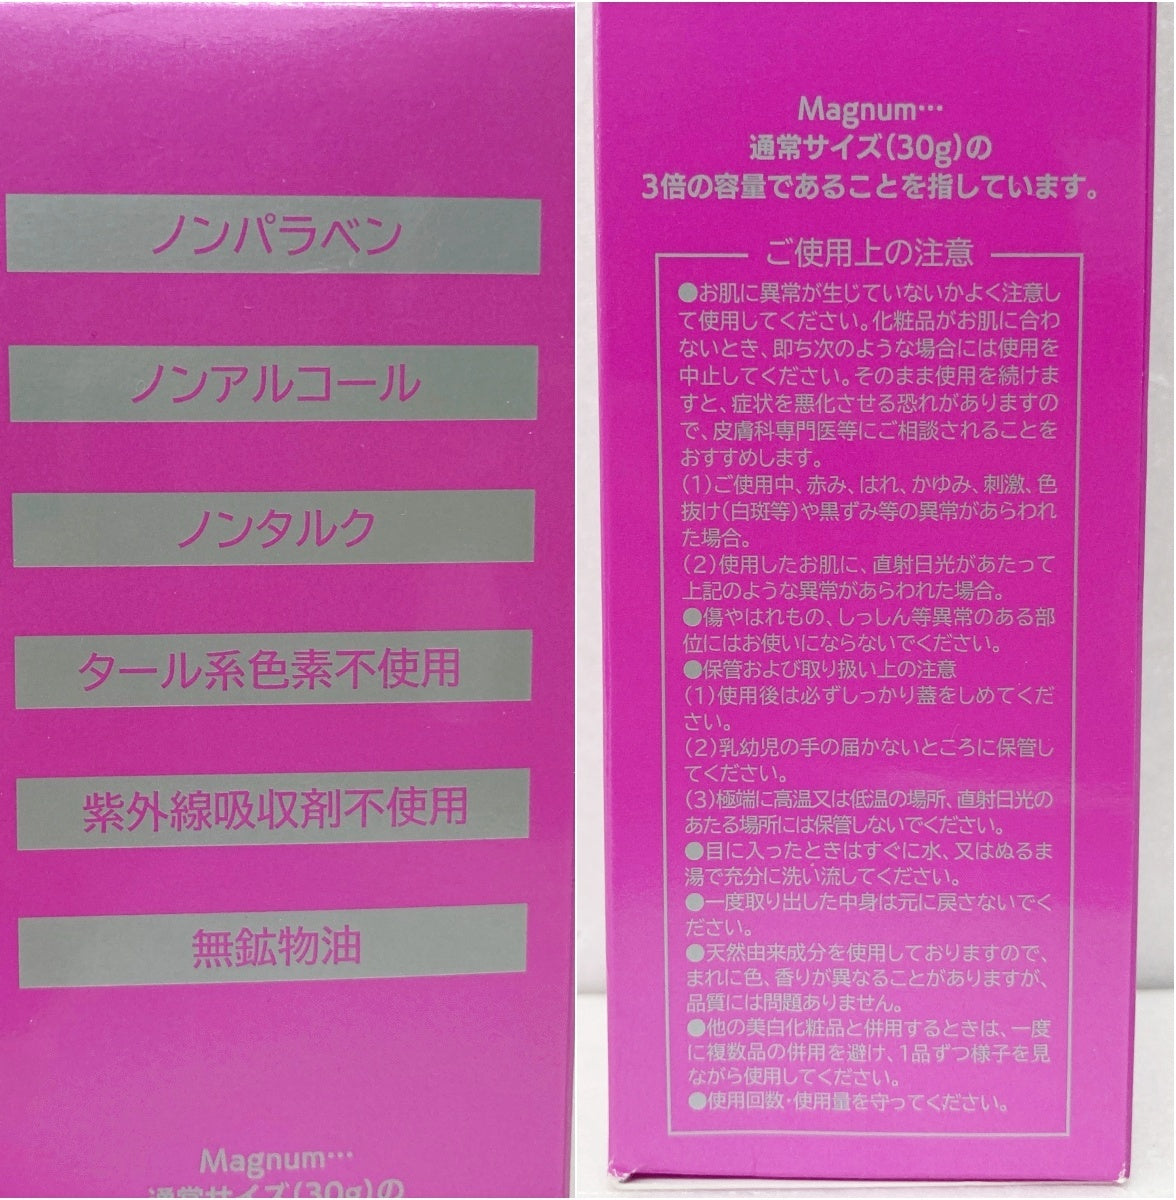 ノンパラベン
ノンアルコール
ノンタルク
タール系色素不使用
紫外線吸収剤不使用
無鉱物油
Magnum…
通常サイズ(30g)の
Magnum…
通常サイズ(30g)の
3倍の容量であることを指しています。
ご使用上の注意
●お肌に異常が生じていないかよく注意し
て使用してください。化粧品がお肌に合わ
ないとき、即ち次のような場合には使用を
中止してください。そのまま使用を続けま
すと、症状を悪化させる恐れがありますの
で、皮膚科専門医等にご相談されることを
おすすめします。
(1)ご使用中、赤み、はれ、かゆみ、刺激、色
抜け(白斑等)や黒ずみ等の異常があらわれ
た場合。
(2)使用したお肌に、直射日光があたって
上記のような異常があらわれた場合。
●傷やはれもの、しっしん等異常のある部
位にはお使いにならないでください。
●保管および取り扱い上の注意
(1)使用後は必ずしっかり蓋をしめてくだ
さい。
(2)乳幼児の手の届かないところに保管し
てください。
(3)極端に高温又は低温の場所、直射日光の
あたる場所には保管しないでください。
●目に入ったときはすぐに水、又はぬるま
湯で充分に洗い流してください。
●一度取り出した中身は元に戻さないでく
ださい。
●天然由来成分を使用しておりますので、
まれに色、香りが異なることがありますが、
品質には問題ありません。
●他の美白化粧品と併用するときは、一度
に複数品の併用を避け、1品ずつ様子を見
ながら使用してください。
●使用回数・使用量を守ってください。